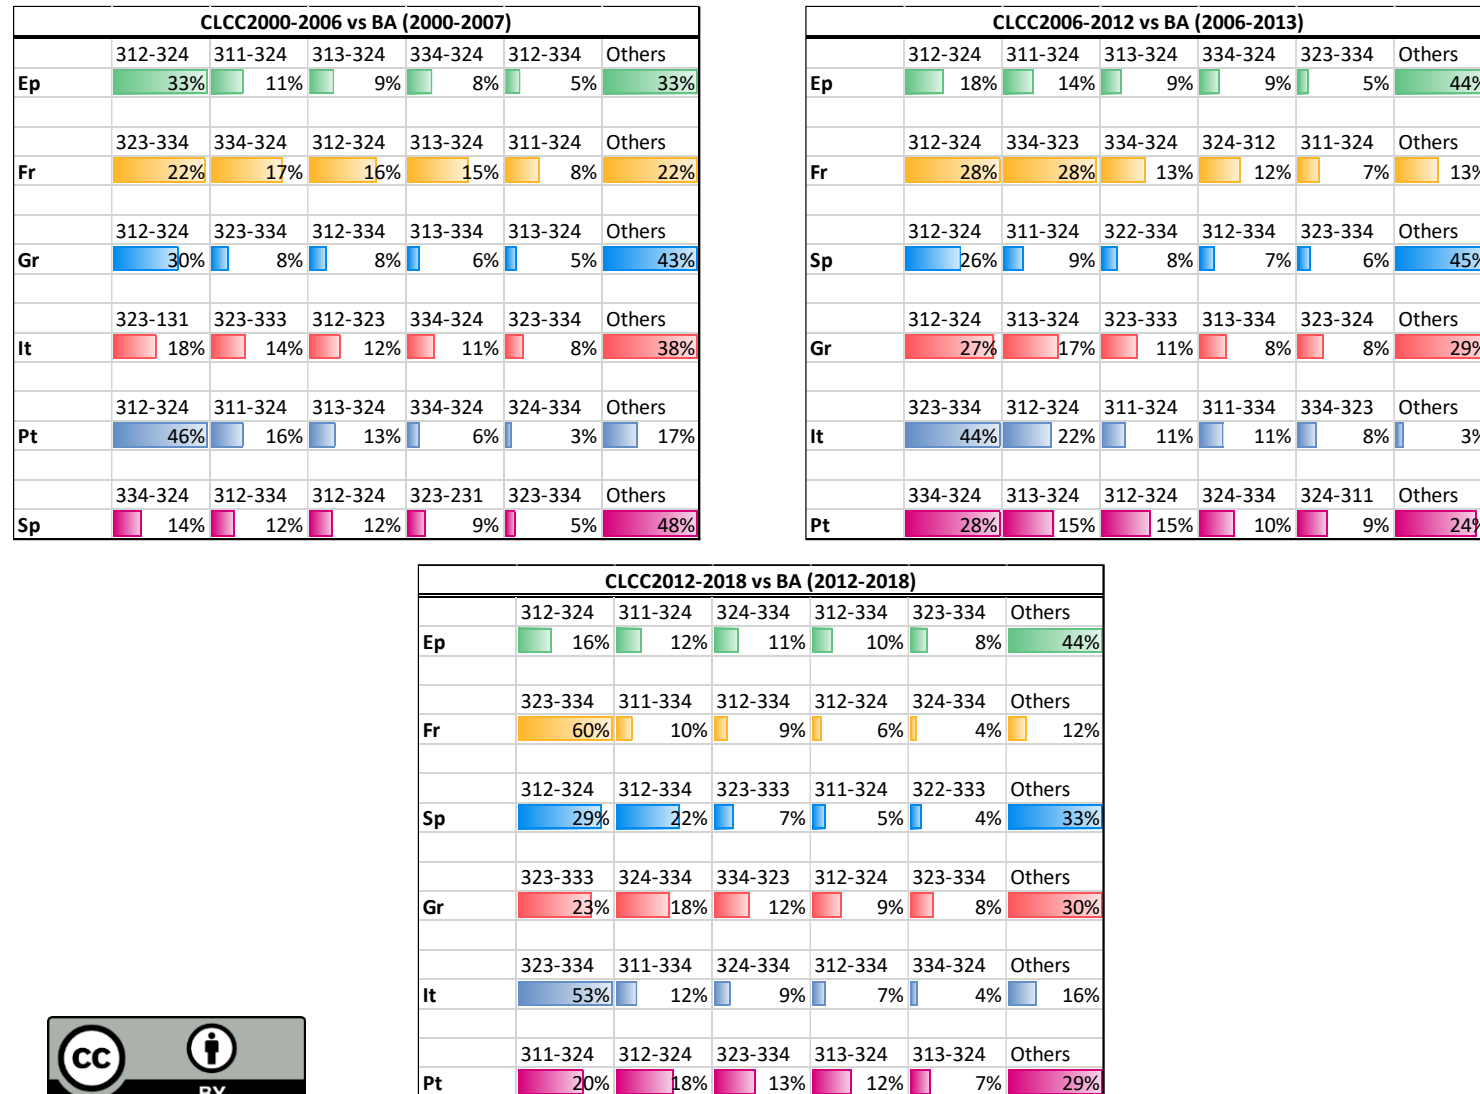 CLCC2000-2006 vs BA (2000-2007)
312-324 311-324 313-324 334-324 312-334 Others
Ep 33% 11% 9% 8% 5% 33%
323-334 334-324 312-324 313-324 311-324 Others
Fr 22% 17% 16% 15% 8% 22%
312-324 323-334 312-334 313-334 313-324 Others
Gr 30% 8% 8% 6% 5% 43%
323-131 323-333 312-323 334-324 323-334 Others
It 18% 14% 12% 11% 8% 38%
312-324 311-324 313-324 334-324 324-334 Others
Pt 46% 16% 13% 6% 3% 17%
334-324 312-334 312-324 323-231 323-334 Others
Sp 14% 12% 12% 9% 5% 48%
CLCC2006-2012 vs BA (2006-2013)
312-324 311-324 313-324 334-324 323-334 Others
Ep 18% 14% 9% 9% 5% 44%
312-324 334-323 334-324 324-312 311-324 Others
Fr 28% 28% 13% 12% 7% 13%
312-324 311-324 322-334 312-334 323-334 Others
Sp 26% 9% 8% 7% 6% 45%
312-324 313-324 323-333 313-334 323-324 Others
Gr 27% 17% 11% 8% 8% 29%
323-334 312-324 311-324 311-334 334-323 Others
It 44% 22% 11% 11% 8% 3%
334-324 313-324 312-324 324-334 324-311 Others
Pt 28% 15% 15% 10% 9% 24%
CLCC2012-2018 vs BA (2012-2018)
312-324 311-324 324-334 312-334 323-334 Others
Ep 16% 12% 11% 10% 8% 44%
323-334 311-334 312-334 312-324 324-334 Others
Fr 60% 10% 9% 6% 4% 12%
312-324 312-334 323-333 311-324 322-333 Others
Sp 29% 22% 7% 5% 4% 33%
323-333 324-334 334-323 312-324 323-334 Others
Gr 23% 18% 12% 9% 8% 30%
323-334 311-334 324-334 312-334 334-324 Others
It 53% 12% 9% 7% 4% 16%
311-324 312-324 323-334 313-324 313-324 Others
Pt 20% 18% 13% 12% 7% 29%
cc
BY